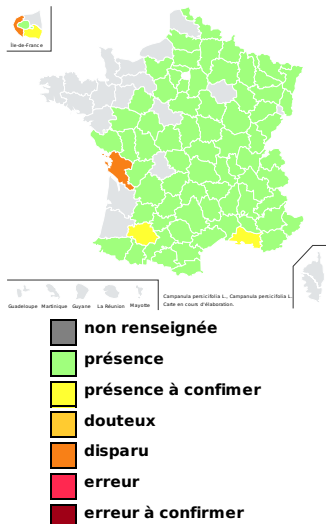 Île-de-France
Guadeloupe Martinique Guyane La Réunion Mayotte
Campanula persicifolia L., Campanula persicifolia L.
Carte en cours d'élaboration.
non renseignée
présence
présence à confimer
douteux
disparu
erreur
erreur à confirmer